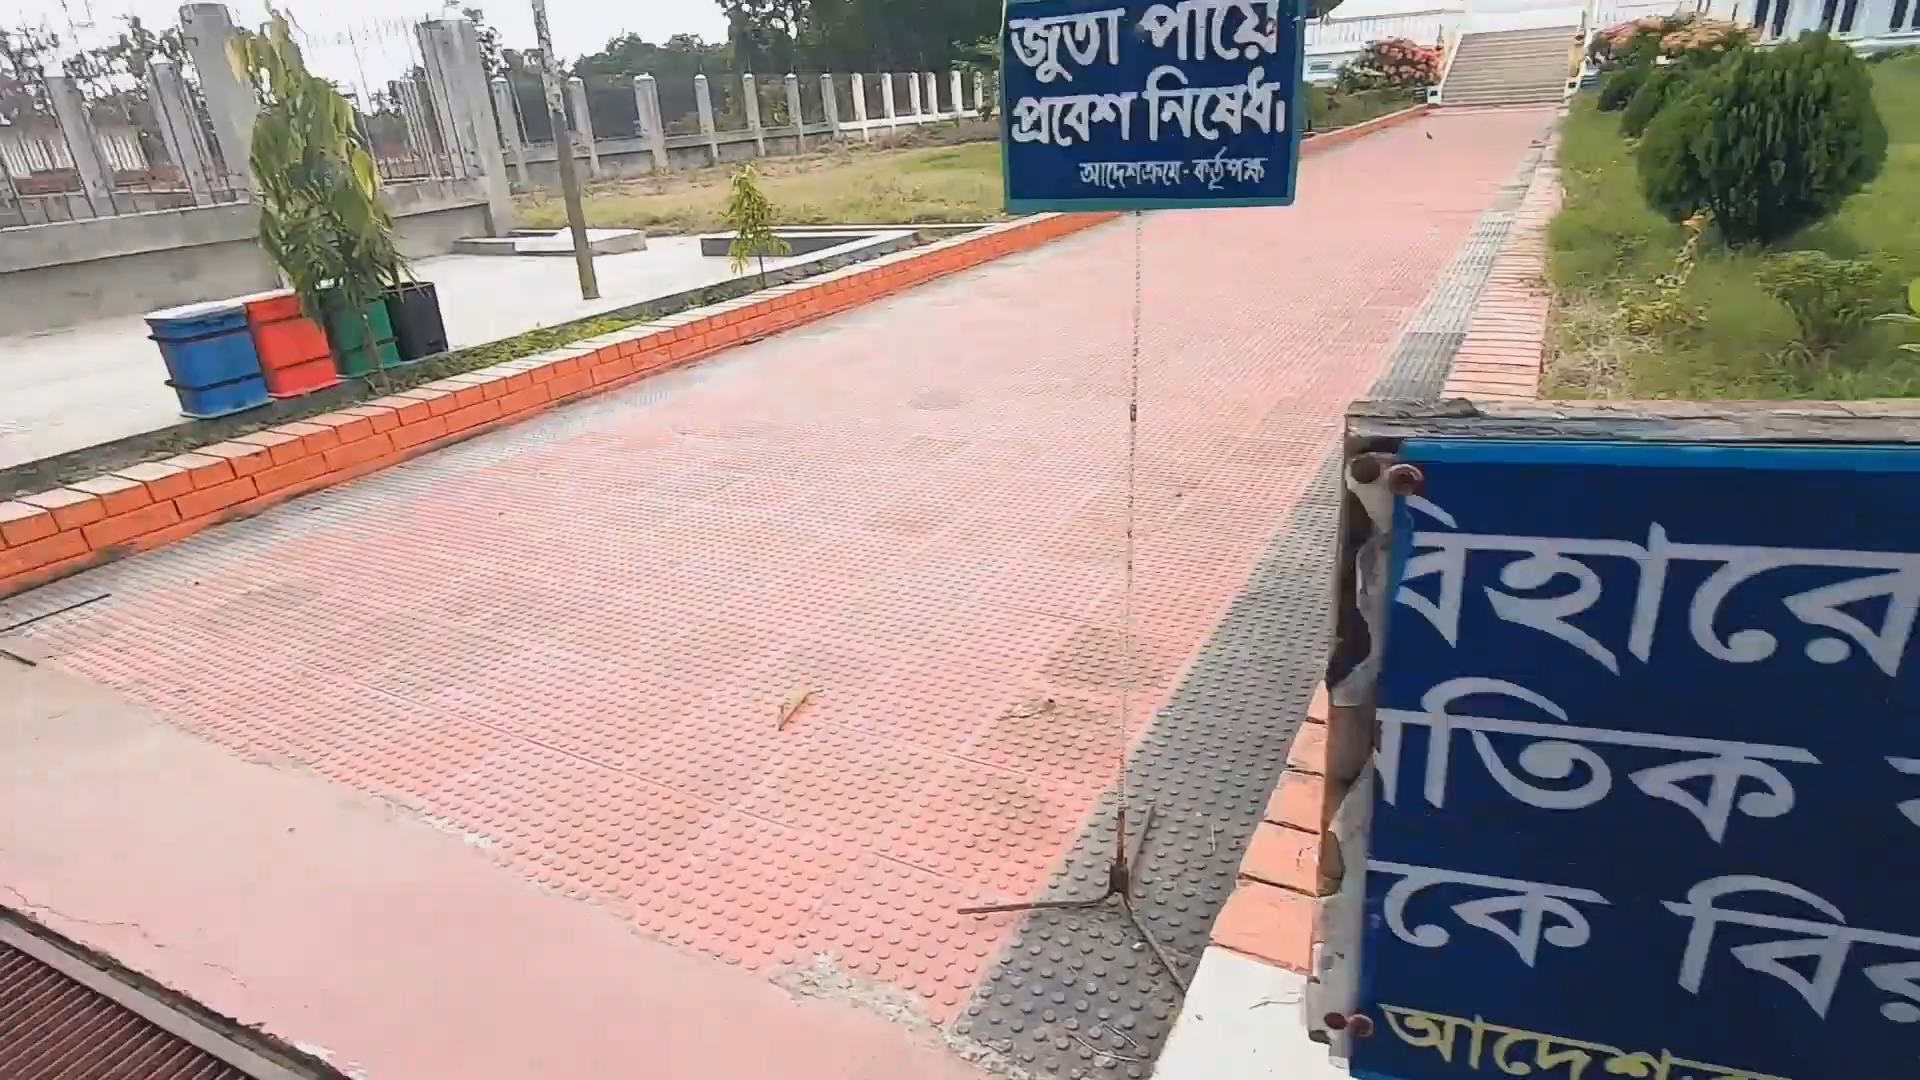 জুতা পায়ে
প্রবেশ নিষেধ।
আদেশক্রমে-কর্তৃপক্ষ
বিহারে
কে